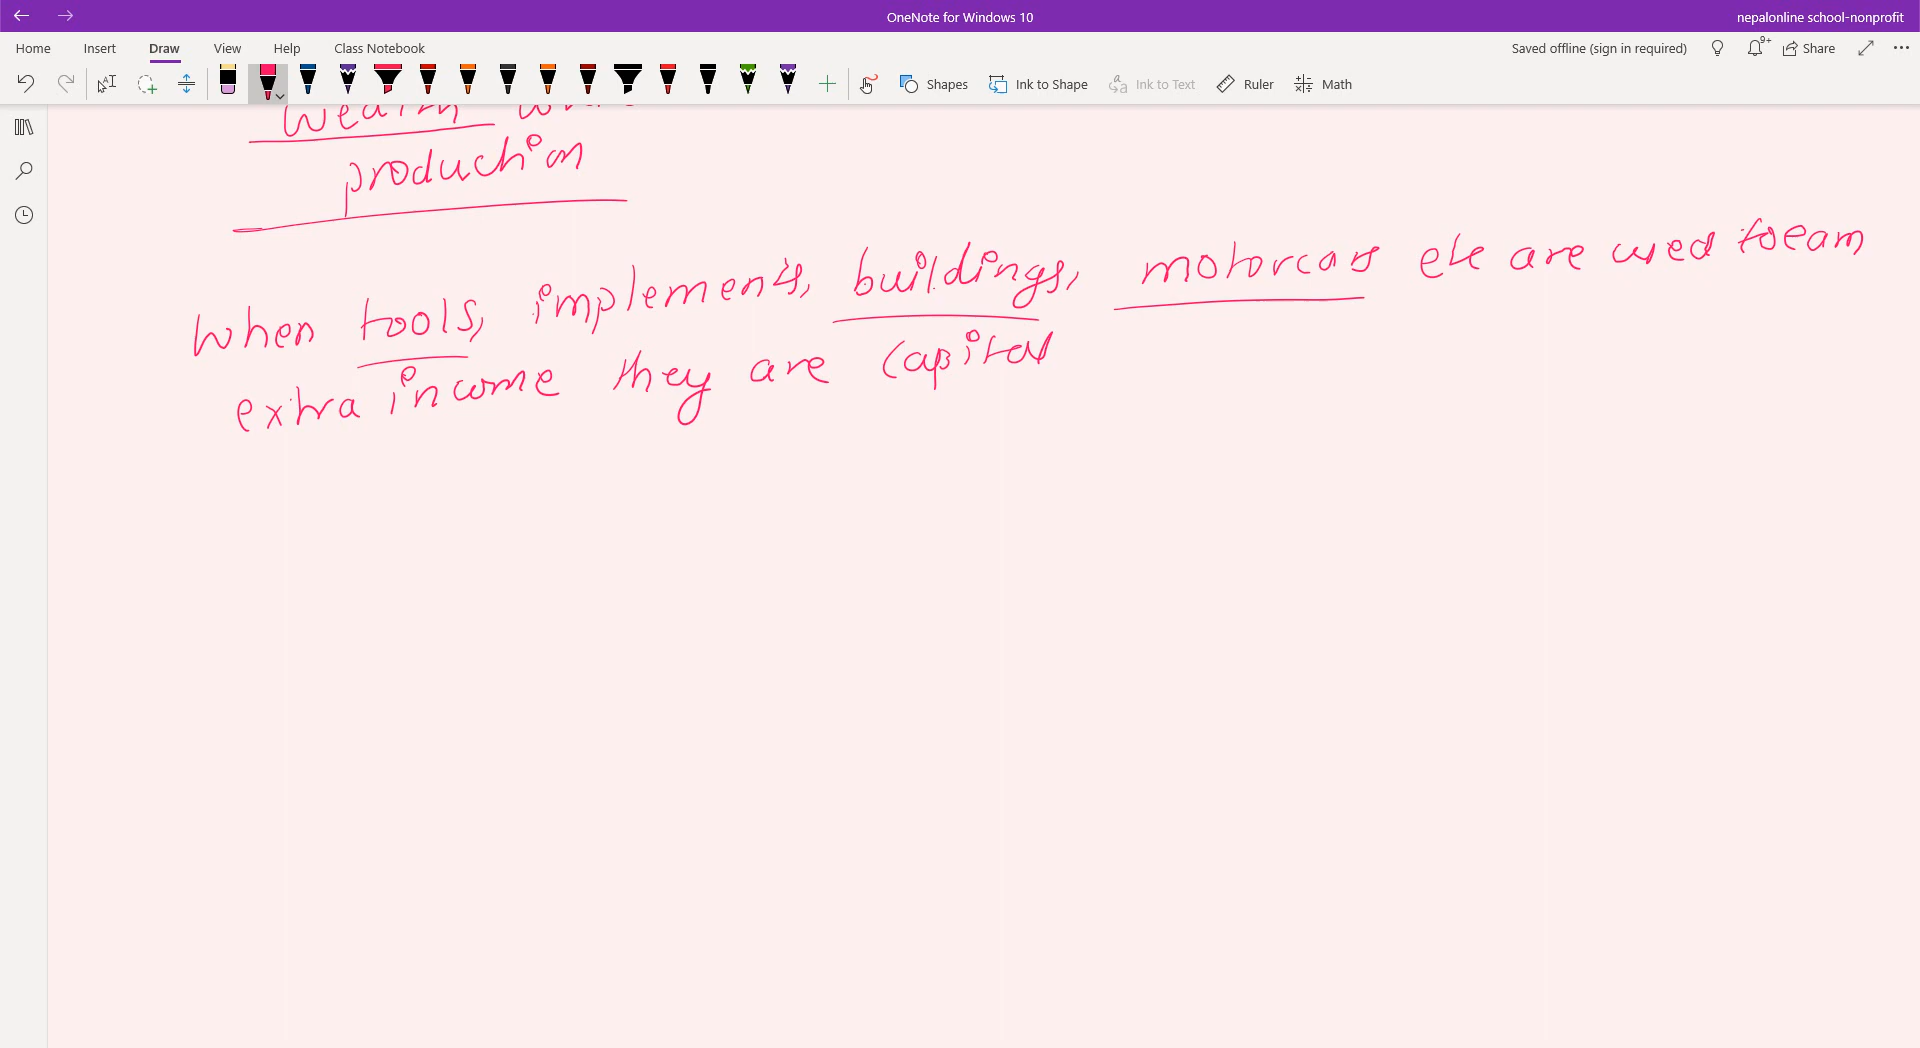 OneNote for Windows 10
nepalonline school-nonprofit
Home Insert Draw View Help Class Notebook
Saved offline (sign in required) 9+ Share
Shapes Ink to Shape Ink to Text Ruler Math
Wealth
production
When tools, implements, buildings, motorcars etc are used to earn
extra income they are capital